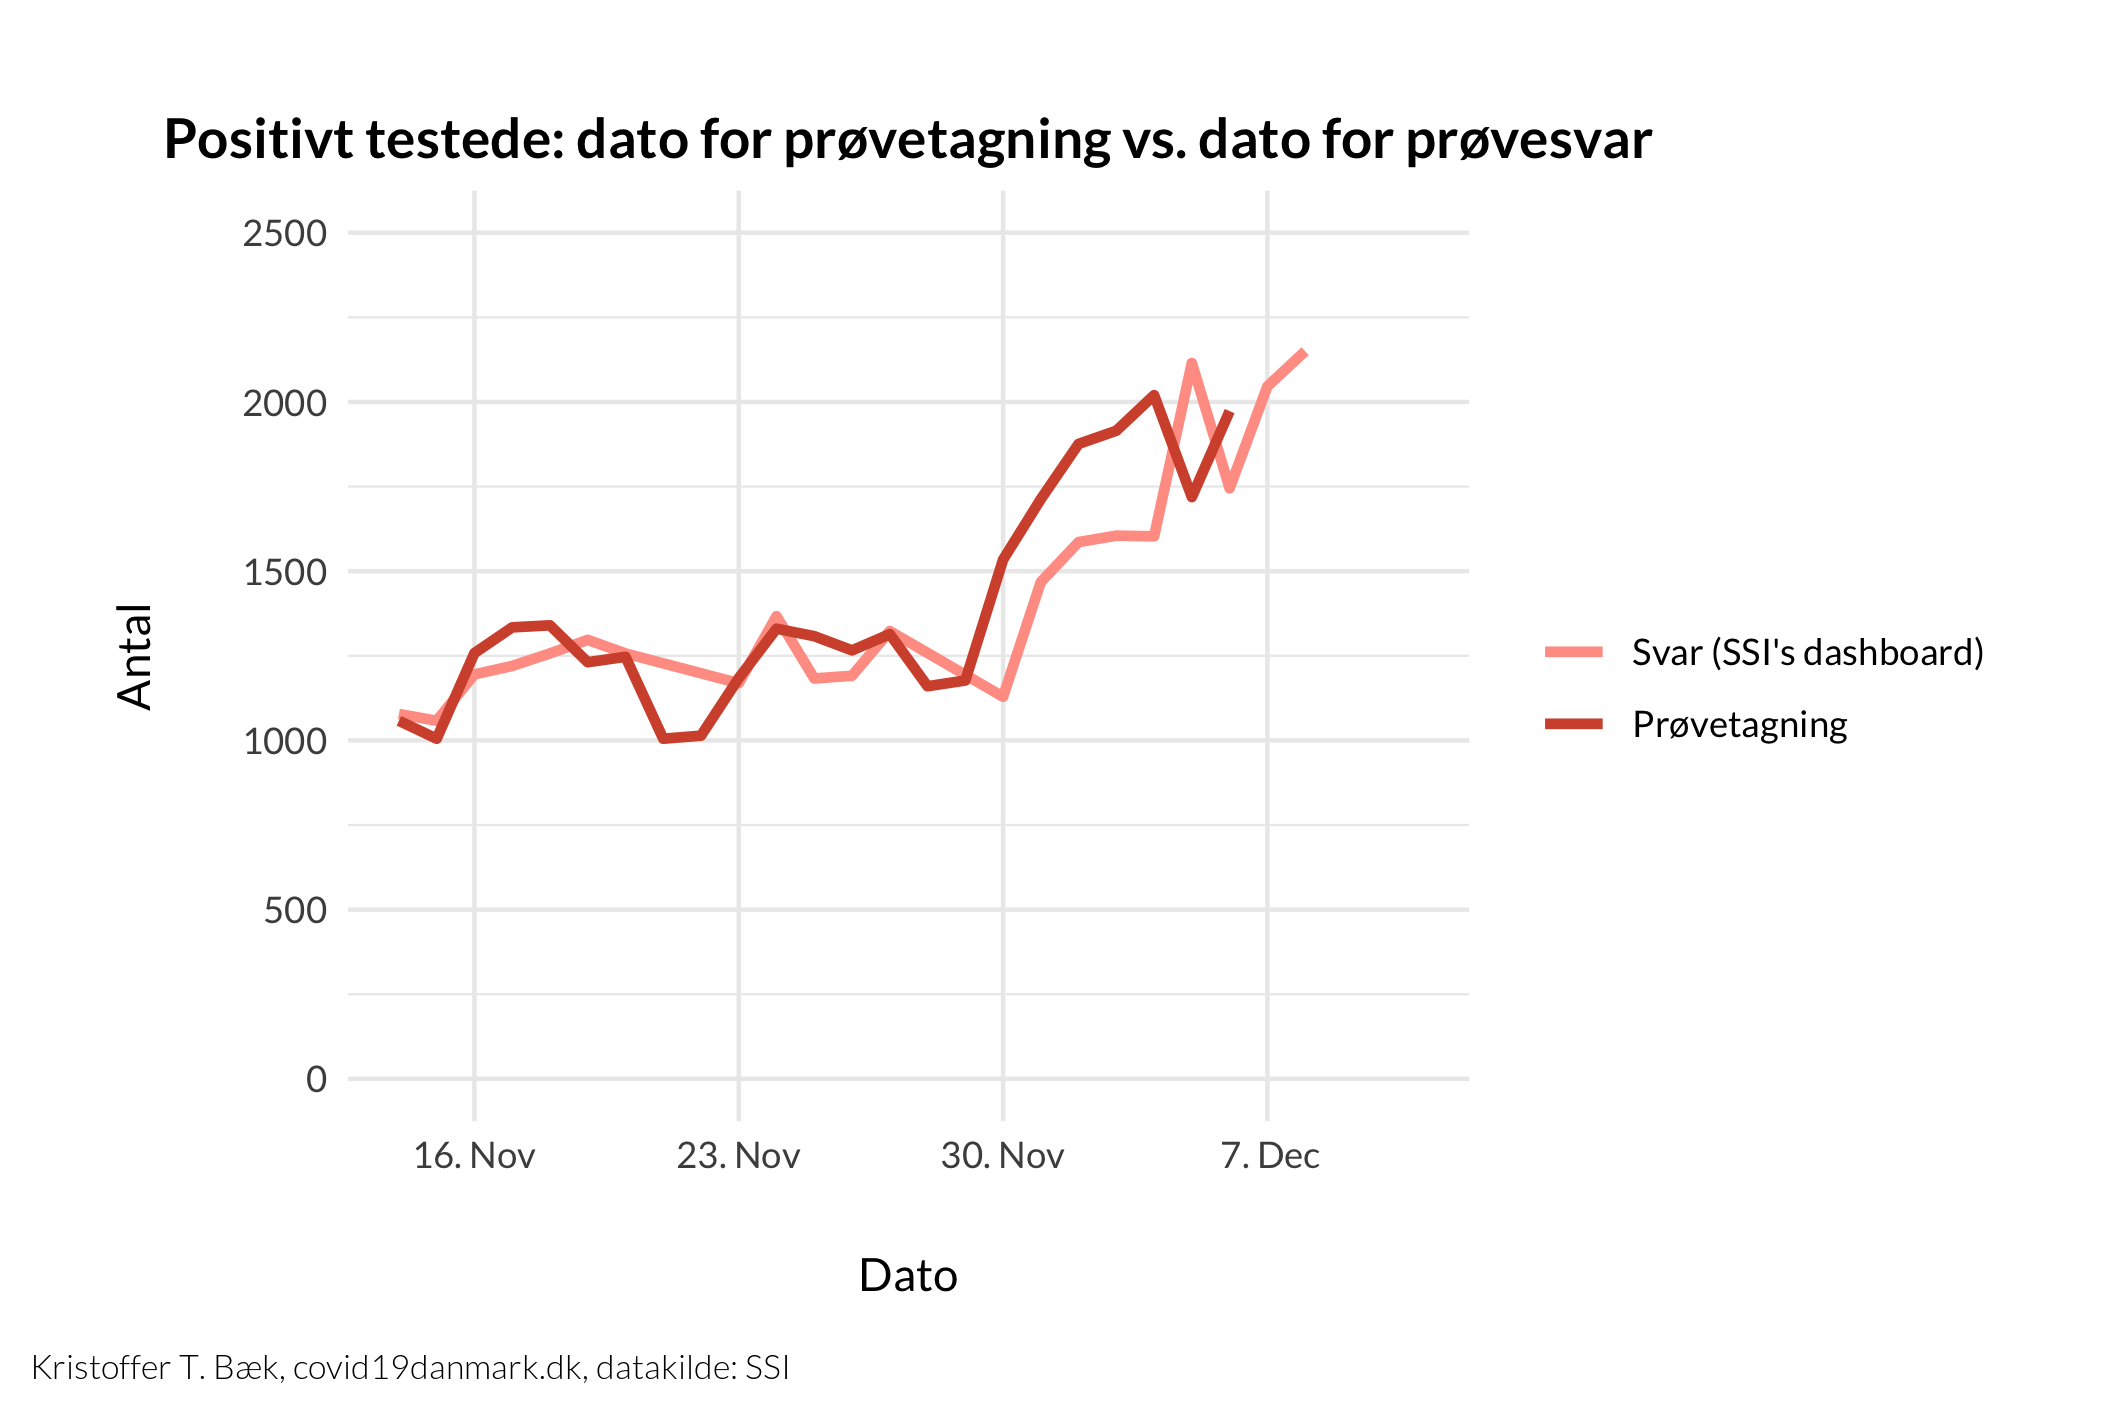 Positivt testede: dato for prøvetagning vs. dato for prøvesvar
2500
2000
1500
1000
500
0
Antal
16. Nov
23. Nov
30. Nov
7. Dec
Dato
Svar (SSI's dashboard)
Prøvetagning
Kristoffer T. Bæk, covid19danmark.dk, datakilde: SSI